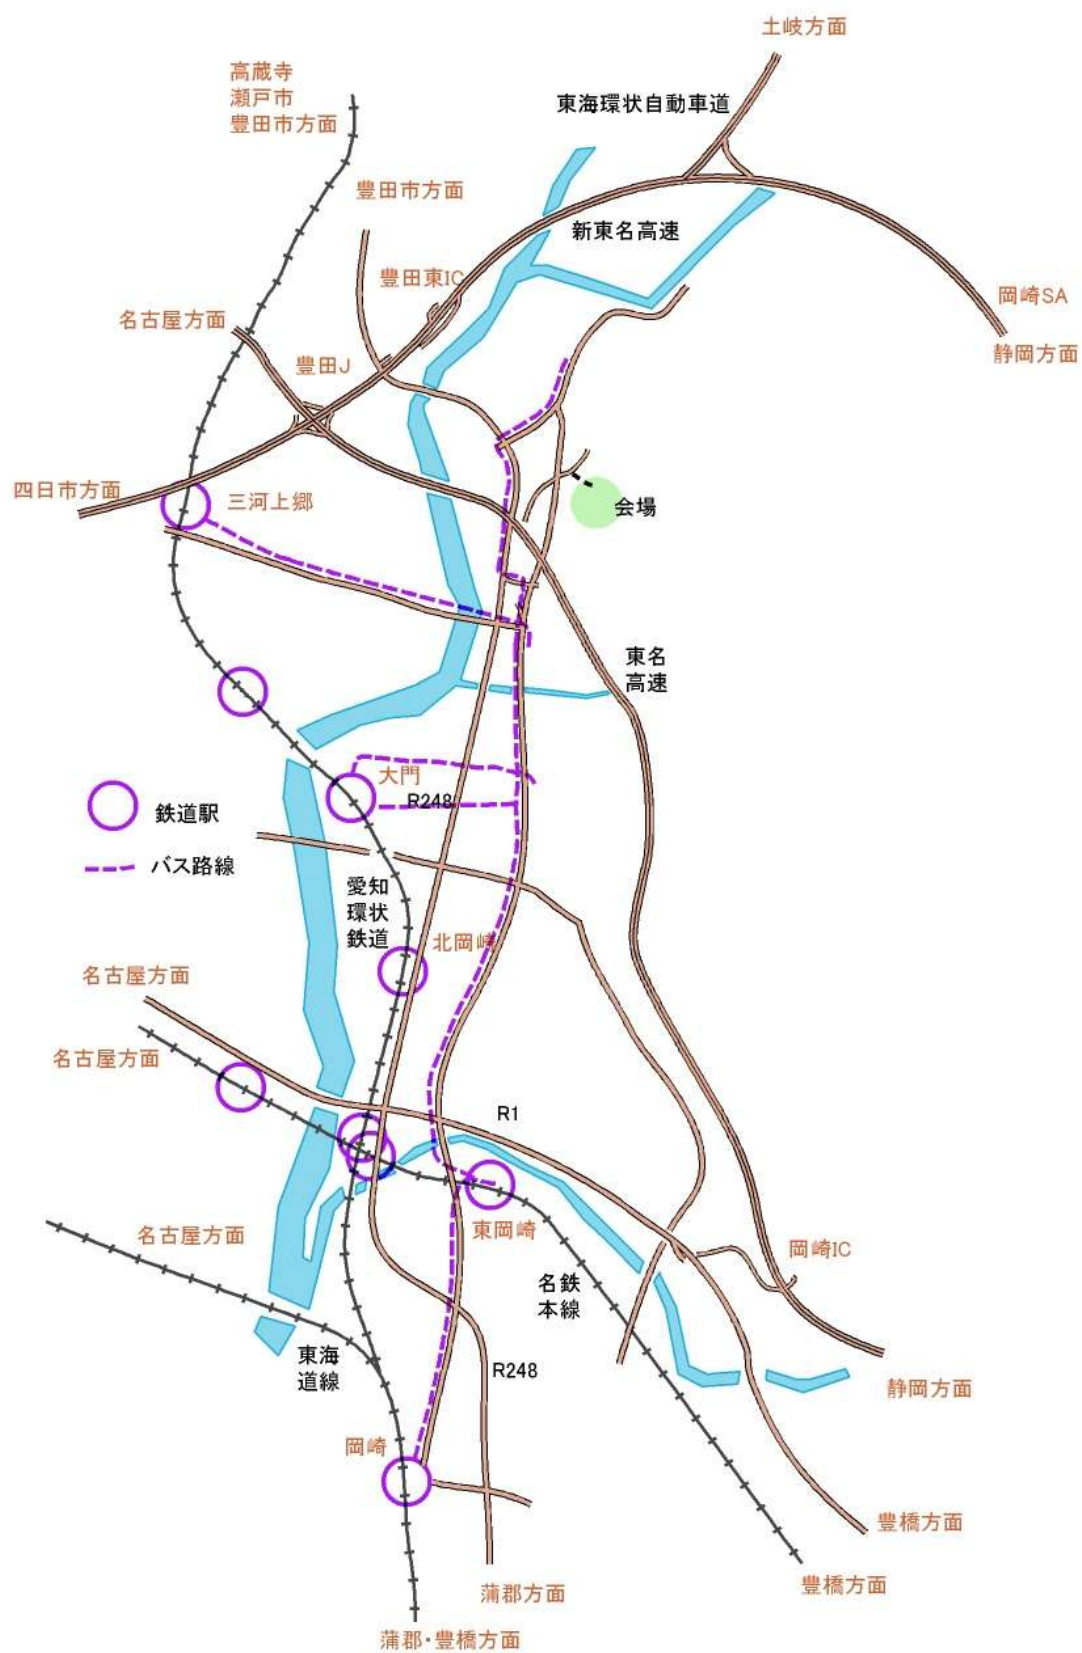 土岐方面
高蔵寺
瀬戸市
豊田市方面
東海環状自動車道
豊田市方面
新東名高速
豊田東IC
岡崎SA
名古屋方面
静岡方面
豊田J
四日市方面
三河上郷
会場
東名
高速
大門
R248
鉄道駅
バス路線
愛知
環状
鉄道
北岡崎
名古屋方面
名古屋方面
R1
名古屋方面
東岡崎
岡崎IC
名鉄
本線
東海
道線
R248
静岡方面
岡崎
豊橋方面
豊橋方面
蒲郡方面
蒲郡・豊橋方面